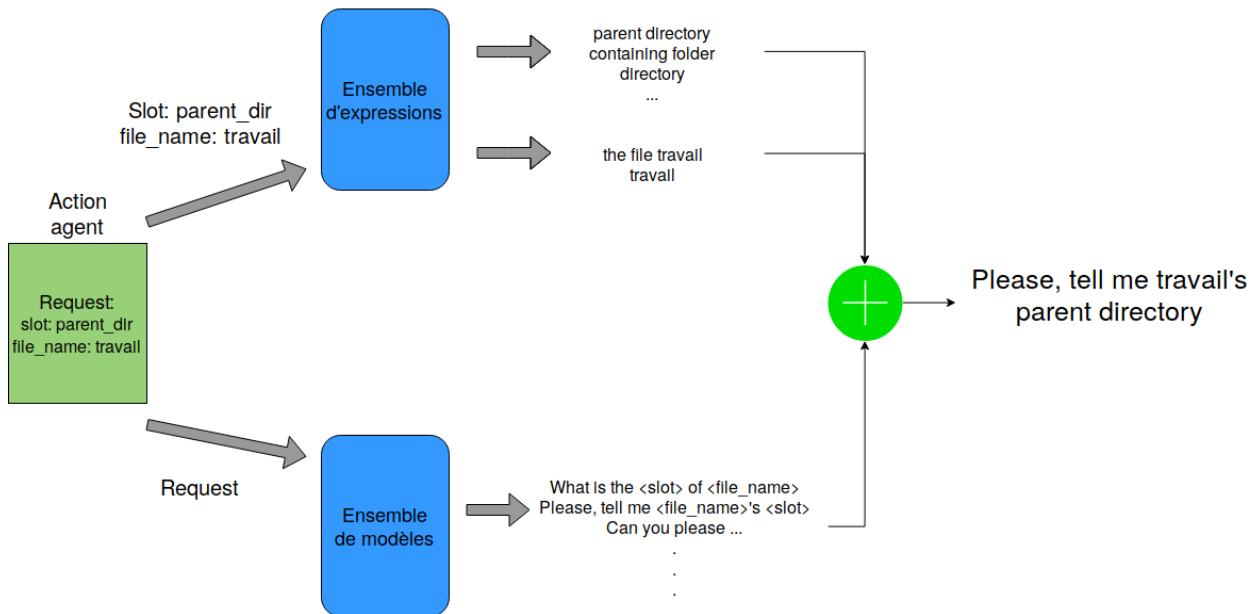 Slot: parent_dir
file_name: travail
Action
agent
Request:
slot: parent_dir
file_name: travail
Request
Ensemble
d'expressions
parent directory
containing folder
directory
...
the file travail
travail
Ensemble
de modèles
What is the <slot> of <file_name>
Please, tell me <file_name>'s <slot>
Can you please ...
.
.
.
Please, tell me travail's
parent directory